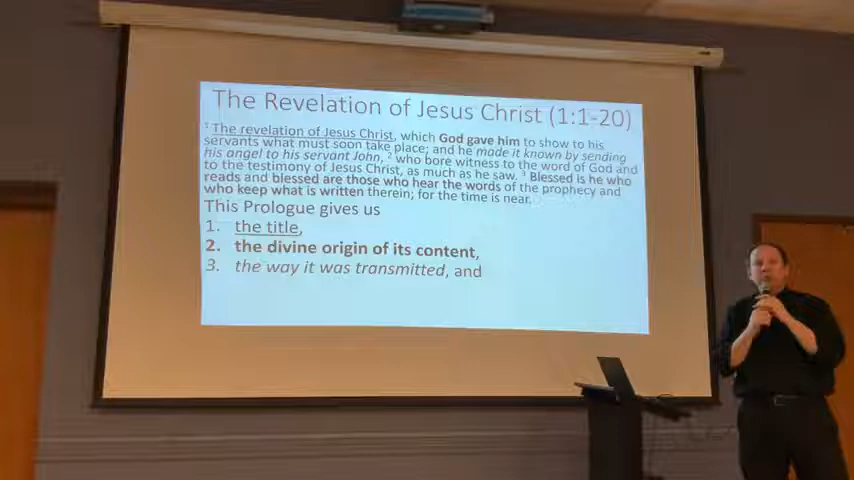 The Revelation of Jesus Christ (1:1-20)
1 The revelation of Jesus Christ, which God gave him to show to his
servants what must soon take place; and he made it known by sending
his angel to his servant John, 2 who bore witness to the word of God and
to the testimony of Jesus Christ, as much as he saw. 3 Blessed is he who
reads and blessed are those who hear the words of the prophecy and
who keep what is written therein; for the time is near.
This Prologue gives us
1. the title,
2. the divine origin of its content,
3. the way it was transmitted, and